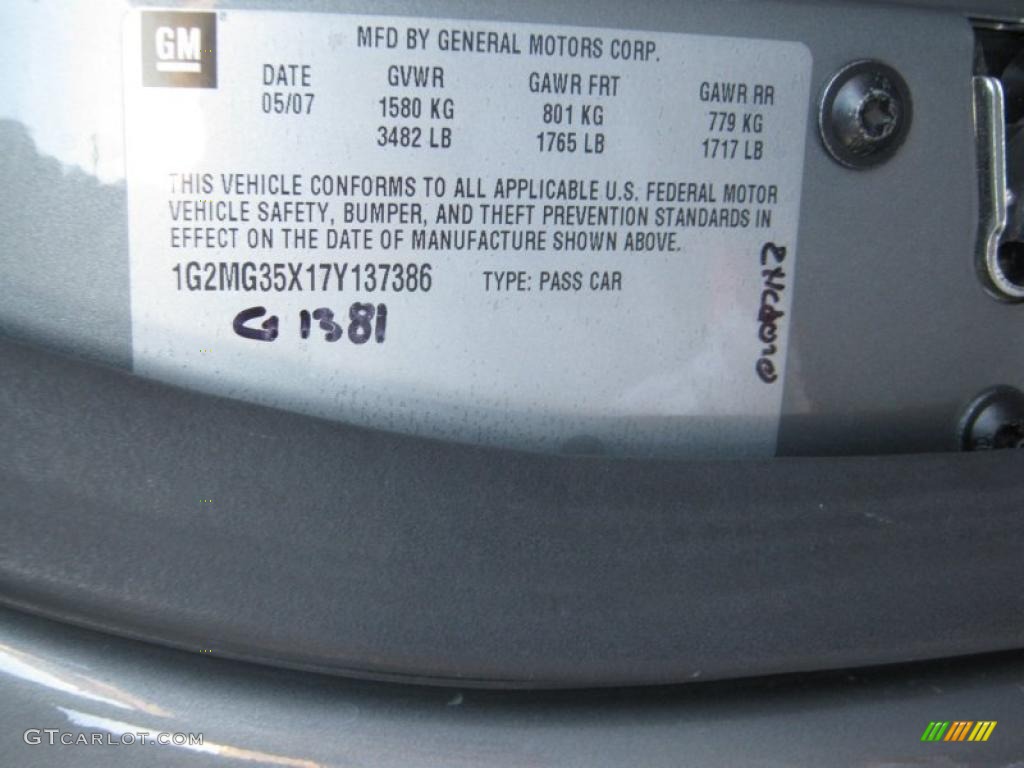 GM
MFD BY GENERAL MOTORS CORP.
DATE GVWR GAWR FRT GAWR RR
05/07 1580 KG 801 KG 779 KG
3482 LB 1765 LB 1717 LB
THIS VEHICLE CONFORMS TO ALL APPLICABLE U.S. FEDERAL MOTOR
VEHICLE SAFETY, BUMPER, AND THEFT PREVENTION STANDARDS IN
EFFECT ON THE DATE OF MANUFACTURE SHOWN ABOVE.
1G2MG35X17Y137386 TYPE: PASS CAR
G 1381
GTCARLOT.COM